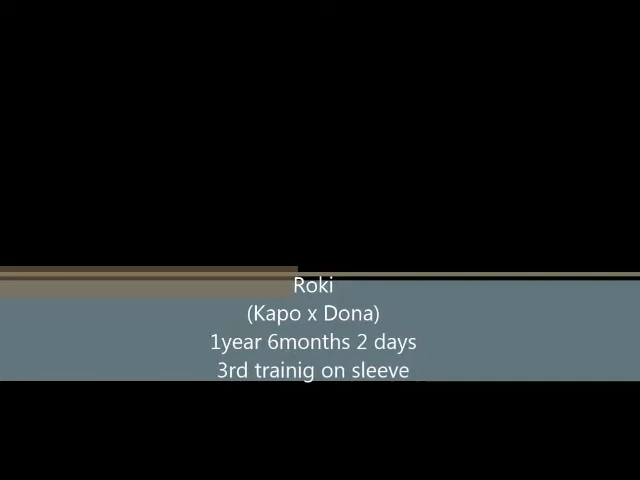 Roki
(Kapo x Dona)
1year 6months 2 days
3rd trainig on sleeve